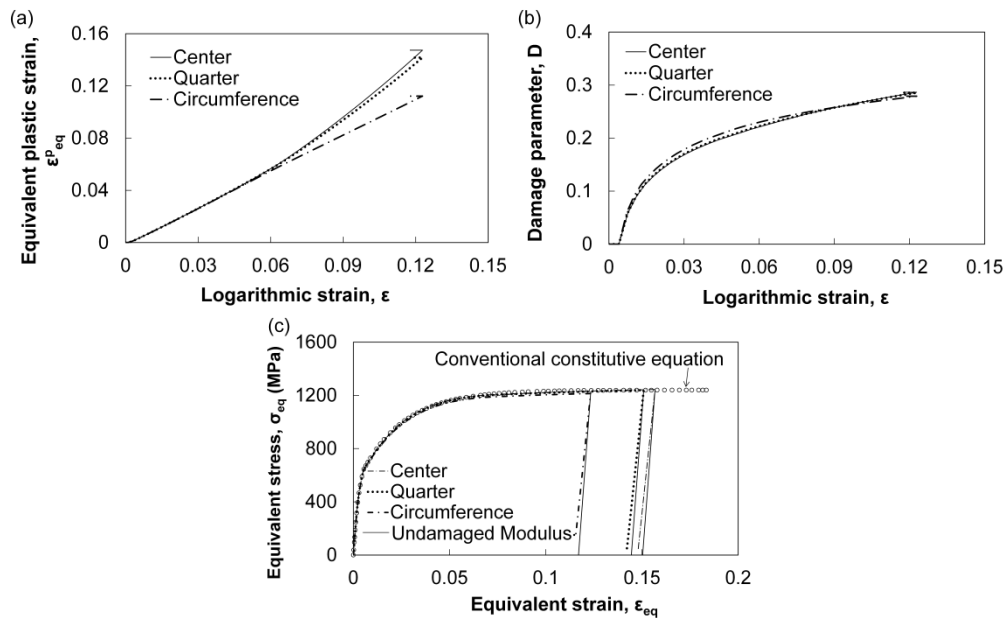 (a)
0.16
0.12
0.08
0.04
0
Equivalent plastic strain,
ε^p_eq
Center
Quarter
Circumference
0 0.03 0.06 0.09 0.12 0.15
Logarithmic strain, ε
(b)
0.4
0.3
0.2
0.1
0
Damage parameter, D
Center
Quarter
Circumference
0 0.03 0.06 0.09 0.12 0.15
Logarithmic strain, ε
(c)
1600
1200
800
400
0
Equivalent stress, σ_eq (MPa)
Conventional constitutive equation
Center
Quarter
Circumference
Undamaged Modulus
0 0.05 0.1 0.15 0.2
Equivalent strain, ε_eq